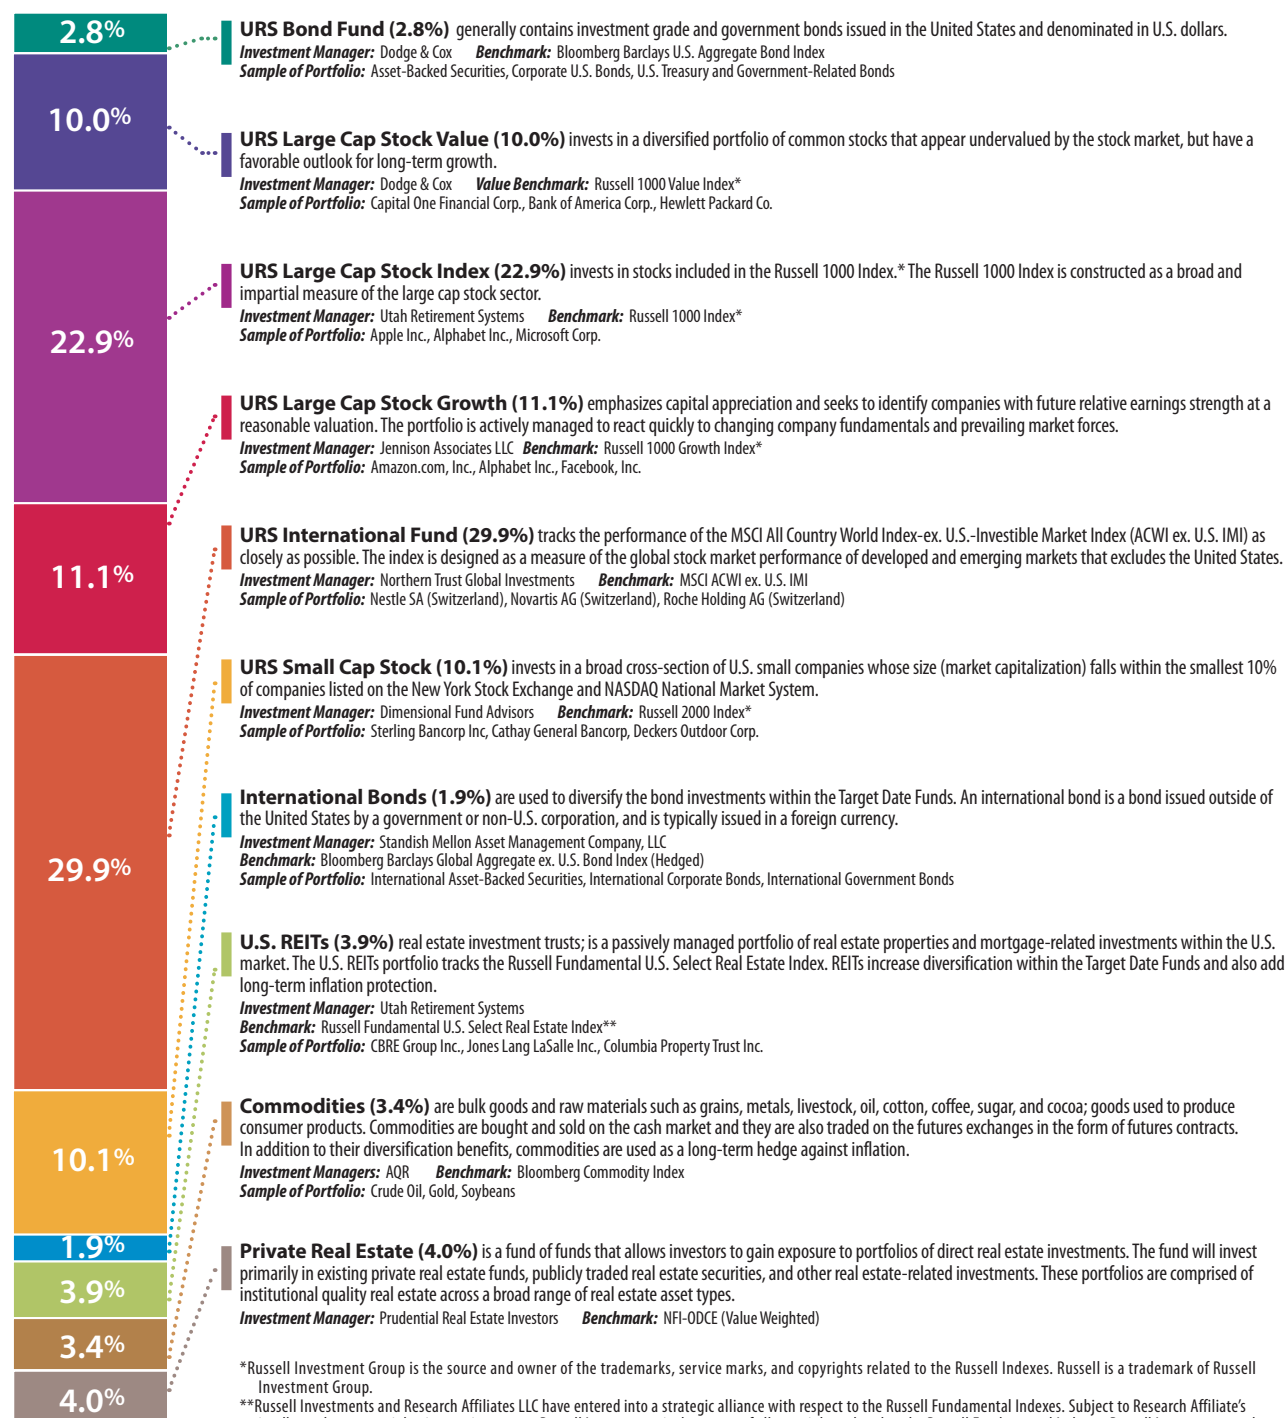 2.8%
URS Bond Fund (2.8%) generally contains investment grade and government bonds issued in the United States and denominated in U.S. dollars.
Investment Manager: Dodge & Cox Benchmark: Bloomberg Barclays U.S. Aggregate Bond Index
Sample of Portfolio: Asset-Backed Securities, Corporate U.S. Bonds, U.S. Treasury and Government-Related Bonds
10.0%
URS Large Cap Stock Value (10.0%) invests in a diversified portfolio of common stocks that appear undervalued by the stock market, but have a
favorable outlook for long-term growth.
Investment Manager: Dodge & Cox Value Benchmark: Russell 1000 Value Index*
Sample of Portfolio: Capital One Financial Corp., Bank of America Corp., Hewlett Packard Co.
22.9%
URS Large Cap Stock Index (22.9%) invests in stocks included in the Russell 1000 Index.* The Russell 1000 Index is constructed as a broad and
impartial measure of the large cap stock sector.
Investment Manager: Utah Retirement Systems Benchmark: Russell 1000 Index*
Sample of Portfolio: Apple Inc., Alphabet Inc., Microsoft Corp.
11.1%
URS Large Cap Stock Growth (11.1%) emphasizes capital appreciation and seeks to identify companies with future relative earnings strength at a
reasonable valuation. The portfolio is actively managed to react quickly to changing company fundamentals and prevailing market forces.
Investment Manager: Jennison Associates LLC Benchmark: Russell 1000 Growth Index*
Sample of Portfolio: Amazon.com, Inc., Alphabet Inc., Facebook, Inc.
29.9%
URS International Fund (29.9%) tracks the performance of the MSCI All Country World Index-ex. U.S.-Investible Market Index (ACWI ex. U.S. IMI) as
closely as possible. The index is designed as a measure of the global stock market performance of developed and emerging markets that excludes the United States.
Investment Manager: Northern Trust Global Investments Benchmark: MSCI ACWI ex. U.S. IMI
Sample of Portfolio: Nestle SA (Switzerland), Novartis AG (Switzerland), Roche Holding AG (Switzerland)
10.1%
URS Small Cap Stock (10.1%) invests in a broad cross-section of U.S. small companies whose size (market capitalization) falls within the smallest 10%
of companies listed on the New York Stock Exchange and NASDAQ National Market System.
Investment Manager: Dimensional Fund Advisors Benchmark: Russell 2000 Index*
Sample of Portfolio: Sterling Bancorp Inc, Cathay General Bancorp, Deckers Outdoor Corp.
1.9%
International Bonds (1.9%) are used to diversify the bond investments within the Target Date Funds. An international bond is a bond issued outside of
the United States by a government or non-U.S. corporation, and is typically issued in a foreign currency.
Investment Manager: Standish Mellon Asset Management Company, LLC
Benchmark: Bloomberg Barclays Global Aggregate ex. U.S. Bond Index (Hedged)
Sample of Portfolio: International Asset-Backed Securities, International Corporate Bonds, International Government Bonds
3.9%
U.S. REITs (3.9%) real estate investment trusts; is a passively managed portfolio of real estate properties and mortgage-related investments within the U.S.
market. The U.S. REITs portfolio tracks the Russell Fundamental U.S. Select Real Estate Index. REITs increase diversification within the Target Date Funds and also add
long-term inflation protection.
Investment Manager: Utah Retirement Systems
Benchmark: Russell Fundamental U.S. Select Real Estate Index**
Sample of Portfolio: CBRE Group Inc., Jones Lang LaSalle Inc., Columbia Property Trust Inc.
3.4%
Commodities (3.4%) are bulk goods and raw materials such as grains, metals, livestock, oil, cotton, coffee, sugar, and cocoa; goods used to produce
consumer products. Commodities are bought and sold on the cash market and they are also traded on the futures exchanges in the form of futures contracts.
In addition to their diversification benefits, commodities are used as a long-term hedge against inflation.
Investment Managers: AQR Benchmark: Bloomberg Commodity Index
Sample of Portfolio: Crude Oil, Gold, Soybeans
4.0%
Private Real Estate (4.0%) is a fund of funds that allows investors to gain exposure to portfolios of direct real estate investments. The fund will invest
primarily in existing private real estate funds, publicly traded real estate securities, and other real estate-related investments. These portfolios are comprised of
institutional quality real estate across a broad range of real estate asset types.
Investment Manager: Prudential Real Estate Investors Benchmark: NFI-ODCE (Value Weighted)
*Russell Investment Group is the source and owner of the trademarks, service marks, and copyrights related to the Russell Indexes. Russell is a trademark of Russell
Investment Group.
**Russell Investments and Research Affiliates LLC have entered into a strategic alliance with respect to the Russell Fundamental Indexes. Subject to Research Affiliate's